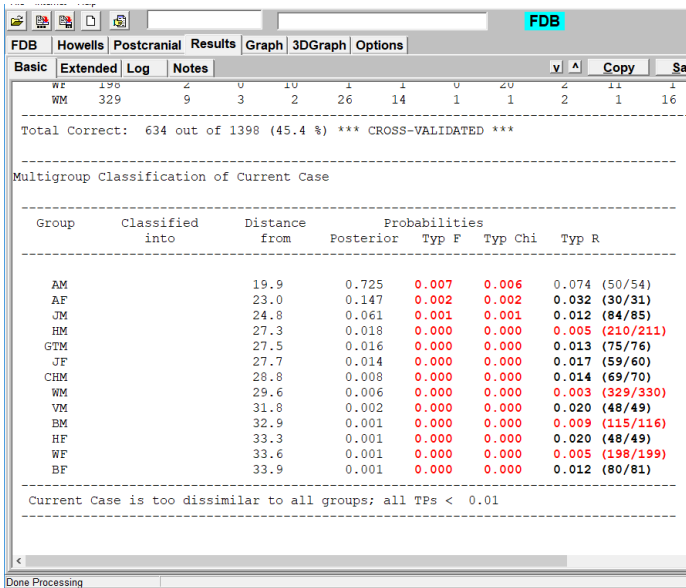 FDB
FDB Howells Postcranial Results Graph 3DGraph Options
Basic Extended Log Notes v ^ Copy
WF 198 2 0 10 1 1 0 20 2 11 1
WM 329 9 3 2 26 14 1 1 2 1 16
Total Correct: 634 out of 1398 (45.4 %) *** CROSS-VALIDATED ***
Multigroup Classification of Current Case
Group Classified Distance Probabilities
into from Posterior Typ F Typ Chi Typ R
AM 19.9 0.725 0.007 0.006 0.074 (50/54)
AF 23.0 0.147 0.002 0.002 0.032 (30/31)
JM 24.8 0.061 0.001 0.001 0.012 (84/85)
HM 27.3 0.018 0.000 0.000 0.005 (210/211)
GTM 27.5 0.016 0.000 0.000 0.013 (75/76)
JF 27.7 0.014 0.000 0.000 0.017 (59/60)
CHM 28.8 0.008 0.000 0.000 0.014 (69/70)
WM 29.6 0.006 0.000 0.000 0.003 (329/330)
VM 31.8 0.002 0.000 0.000 0.020 (48/49)
BM 32.9 0.001 0.000 0.000 0.009 (115/116)
HF 33.3 0.001 0.000 0.000 0.020 (48/49)
WF 33.6 0.001 0.000 0.000 0.005 (198/199)
BF 33.9 0.001 0.000 0.000 0.012 (80/81)
Current Case is too dissimilar to all groups; all TPs < 0.01
Done Processing